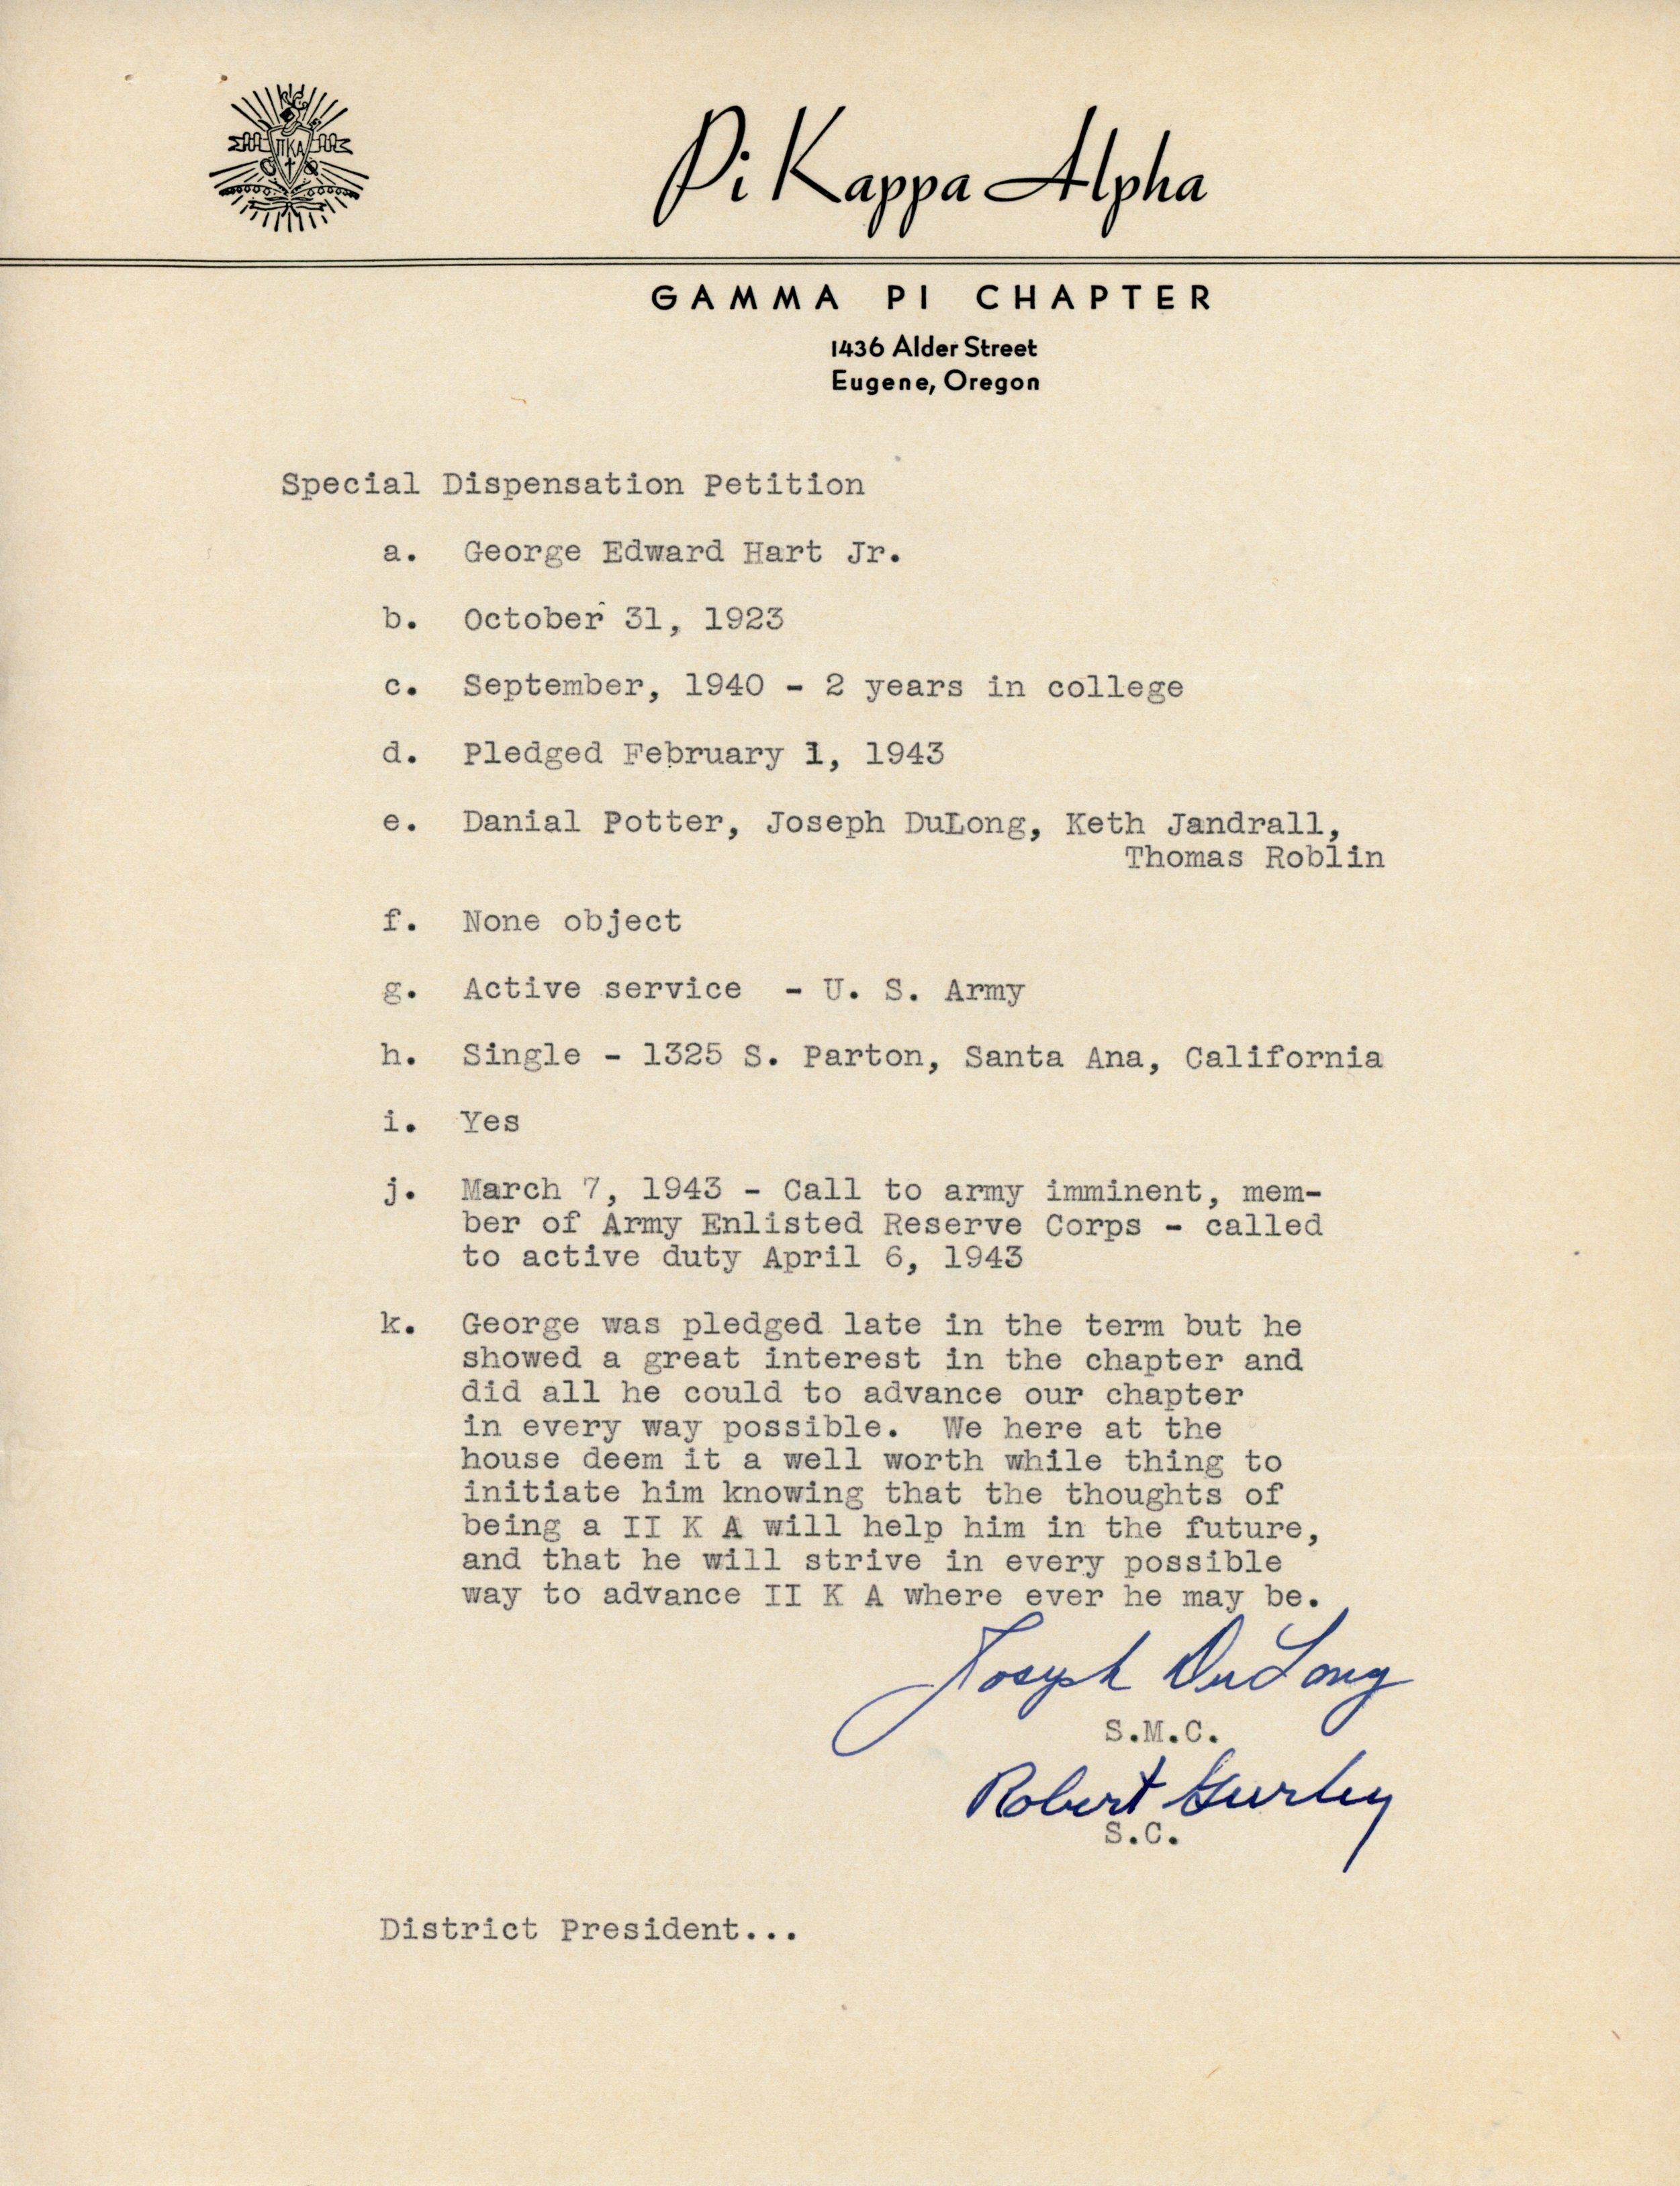 ΠΚΑ
Pi Kappa Alpha
GAMMA PI CHAPTER
1436 Alder Street
Eugene, Oregon
Special Dispensation Petition
a. George Edward Hart Jr.
b. October 31, 1923
c. September, 1940 - 2 years in college
d. Pledged February 1, 1943
e. Danial Potter, Joseph DuLong, Keth Jandrall,
Thomas Roblin
f. None object
g. Active service - U. S. Army
h. Single - 1325 S. Parton, Santa Ana, California
i. Yes
j. March 7, 1943 - Call to army imminent, mem-
ber of Army Enlisted Reserve Corps - called
to active duty April 6, 1943
k. George was pledged late in the term but he
showed a great interest in the chapter and
did all he could to advance our chapter
in every way possible. We here at the
house deem it a well worth while thing to
initiate him knowing that the thoughts of
being a II K A will help him in the future,
and that he will strive in every possible
way to advance II K A where ever he may be.
Joseph DuLong
S.M.C.
Robert Gurley
S.C.
District President...